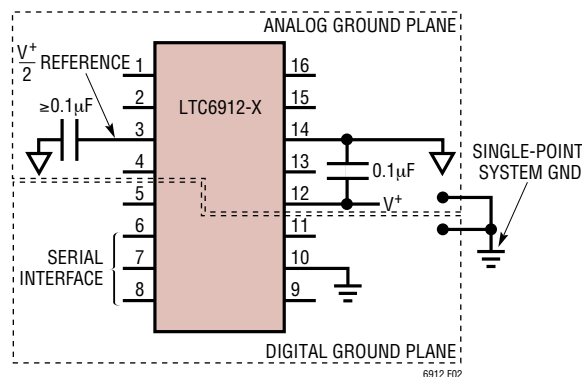 ANALOG GROUND PLANE
V+
2
REFERENCE
≥0.1µF
LTC6912-X
1
2
3
4
5
6
7
8
16
15
14
13
12
11
10
9
0.1µF
V+
SINGLE-POINT
SYSTEM GND
SERIAL
INTERFACE
DIGITAL GROUND PLANE
6912 F02